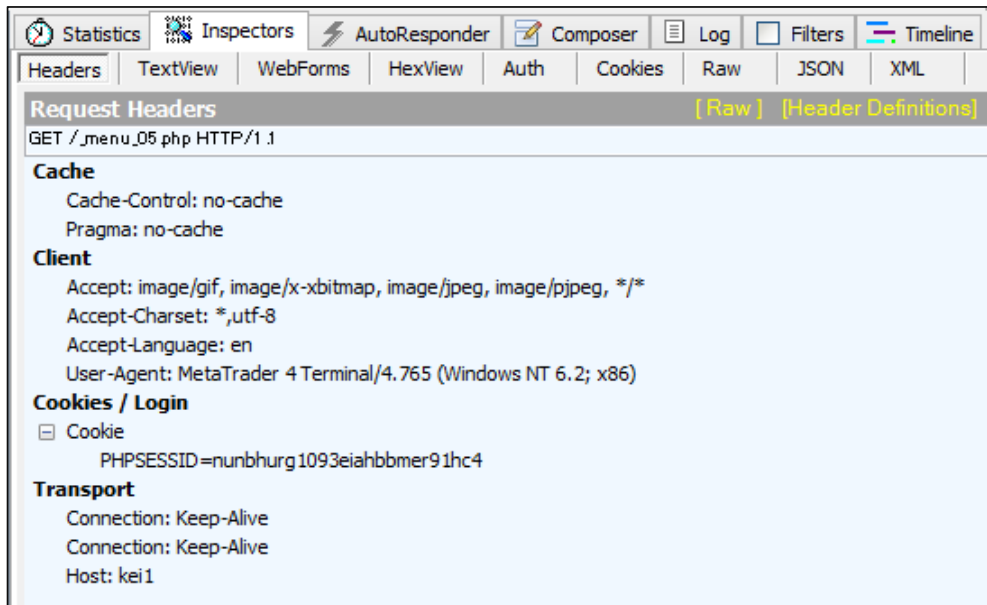 Statistics Inspectors AutoResponder Composer Log Filters Timeline
Headers TextView WebForms HexView Auth Cookies Raw JSON XML
Request Headers [ Raw ] [Header Definitions]
GET /_menu_05.php HTTP/1.1
Cache
Cache-Control: no-cache
Pragma: no-cache
Client
Accept: image/gif, image/x-xbitmap, image/jpeg, image/pjpeg, */*
Accept-Charset: *,utf-8
Accept-Language: en
User-Agent: MetaTrader 4 Terminal/4.765 (Windows NT 6.2; x86)
Cookies / Login
Cookie
PHPSESSID=nunbhurg1093eiahbbmer91hc4
Transport
Connection: Keep-Alive
Connection: Keep-Alive
Host: kei1